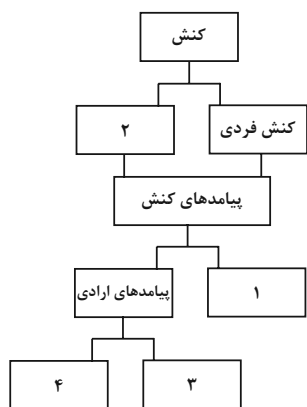 کنش
کنش فردی
۲
پیامدهای کنش
۱
پیامدهای ارادی
۳
۴